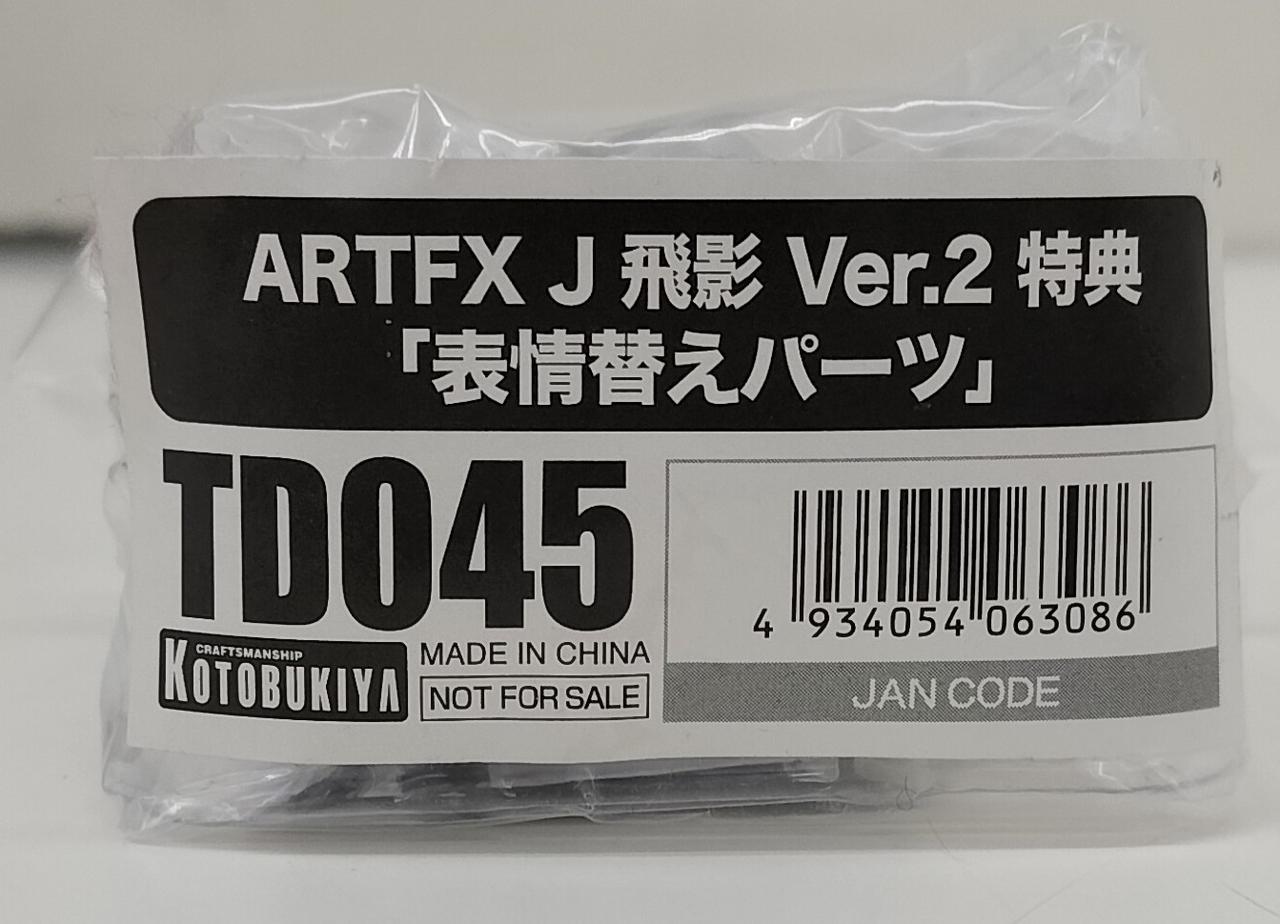 ARTFX J 飛影 Ver.2 特典
「表情替えパーツ」
TD045
CRAFTSMANSHIP
KOTOBUKIYA
MADE IN CHINA
NOT FOR SALE
4 934054 063086
JAN CODE